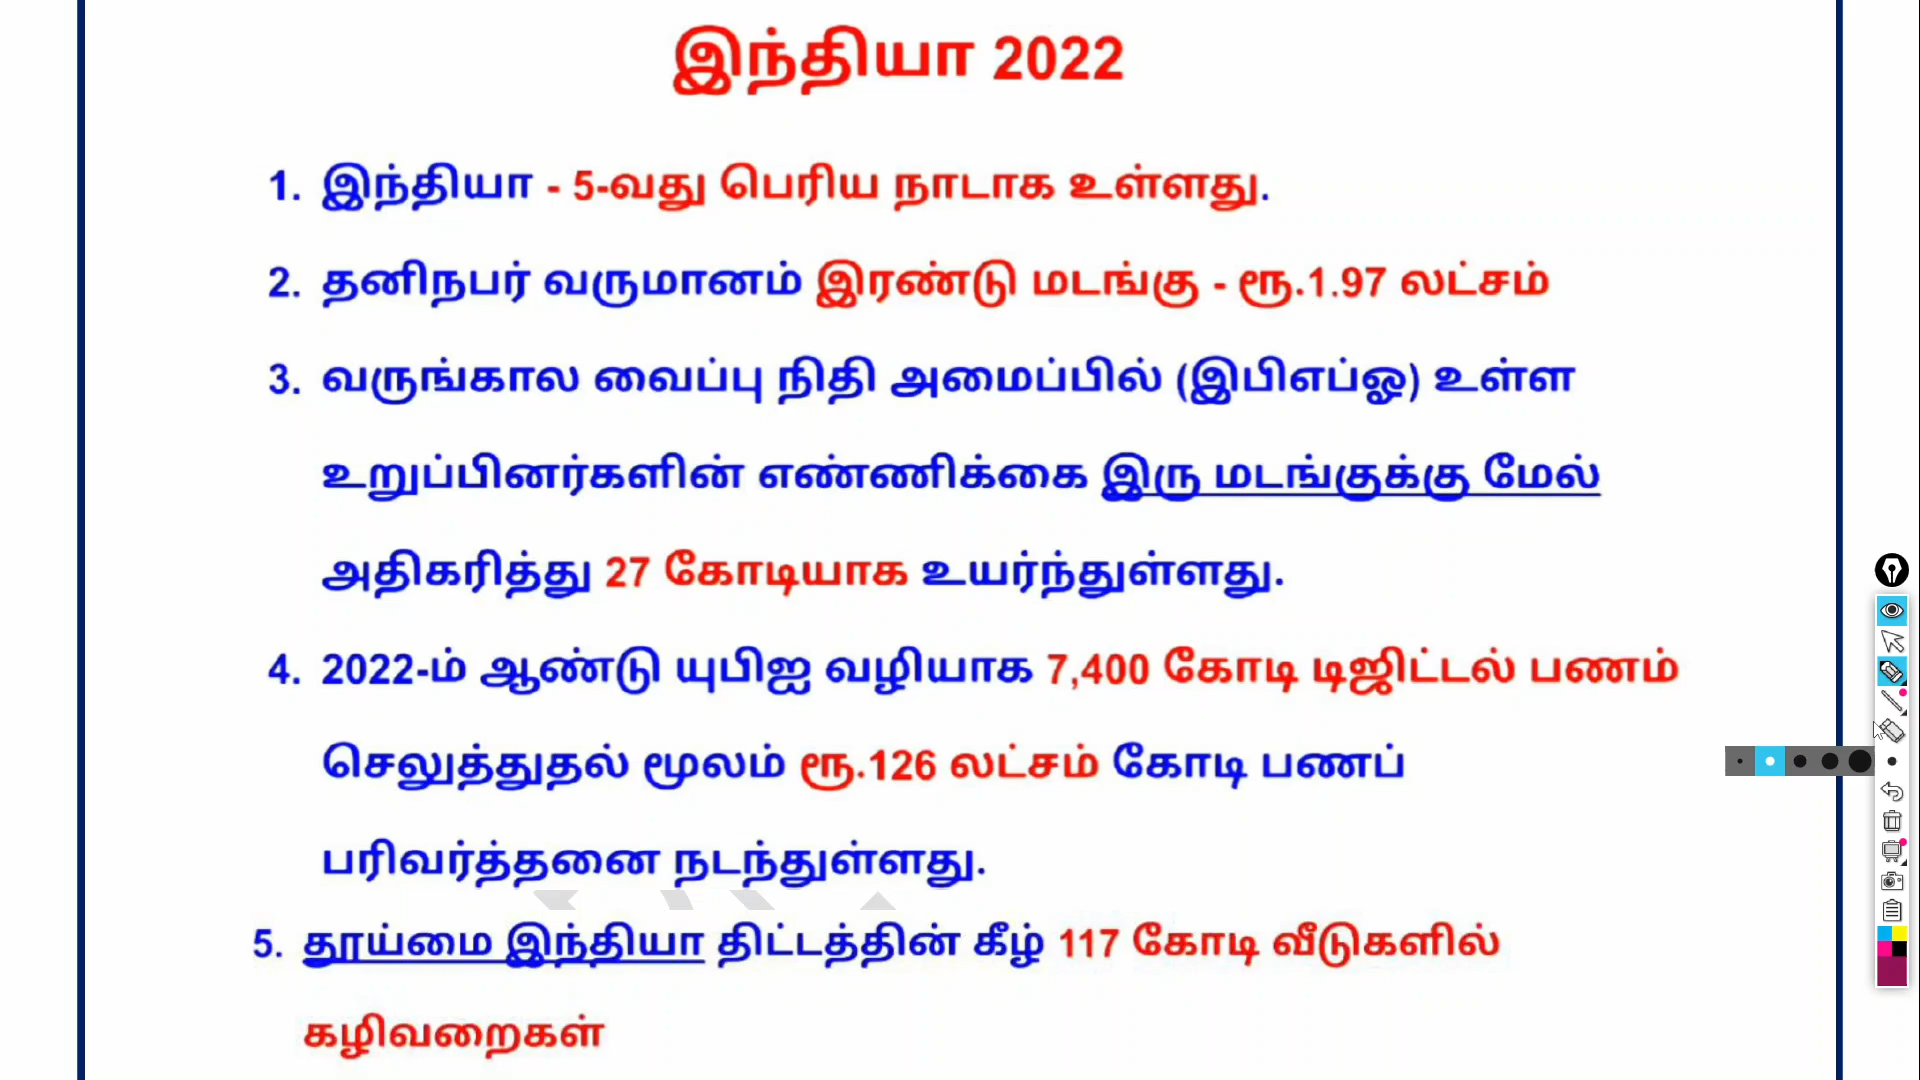 இந்தியா 2022
1. இந்தியா - 5-வது பெரிய நாடாக உள்ளது.
2. தனிநபர் வருமானம் இரண்டு மடங்கு - ரூ.1.97 லட்சம்
3. வருங்கால வைப்பு நிதி அமைப்பில் (இபிஎப்ஓ) உள்ள
உறுப்பினர்களின் எண்ணிக்கை இரு மடங்குக்கு மேல்
அதிகரித்து 27 கோடியாக உயர்ந்துள்ளது.
4. 2022-ம் ஆண்டு யுபிஐ வழியாக 7,400 கோடி டிஜிட்டல் பணம்
செலுத்துதல் மூலம் ரூ.126 லட்சம் கோடி பணப்
பரிவர்த்தனை நடந்துள்ளது.
5. தூய்மை இந்தியா திட்டத்தின் கீழ் 117 கோடி வீடுகளில்
கழிவறைகள்